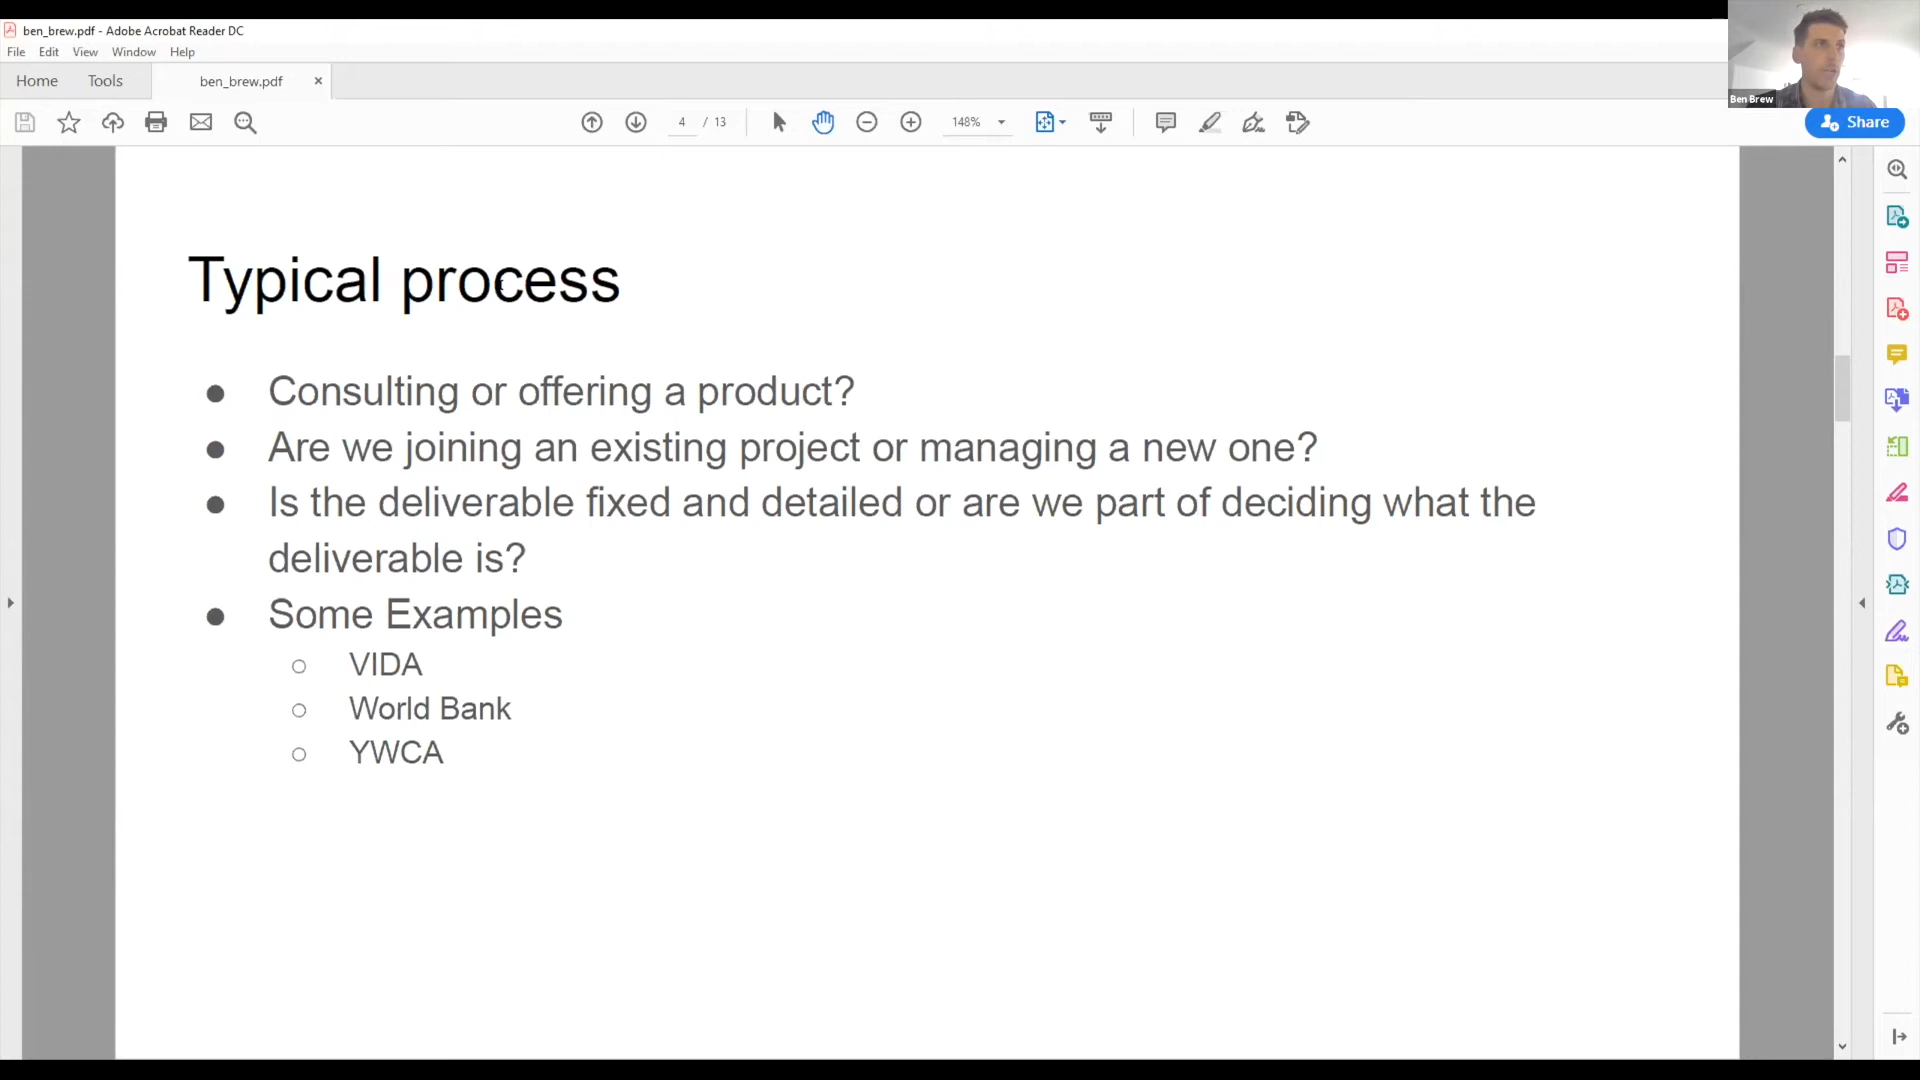 ben_brew.pdf - Adobe Acrobat Reader DC
File Edit View Window Help
Home Tools ben_brew.pdf ×
Ben Brew
4 / 13 148%
Share
Typical process
● Consulting or offering a product?
● Are we joining an existing project or managing a new one?
● Is the deliverable fixed and detailed or are we part of deciding what the
deliverable is?
● Some Examples
○ VIDA
○ World Bank
○ YWCA